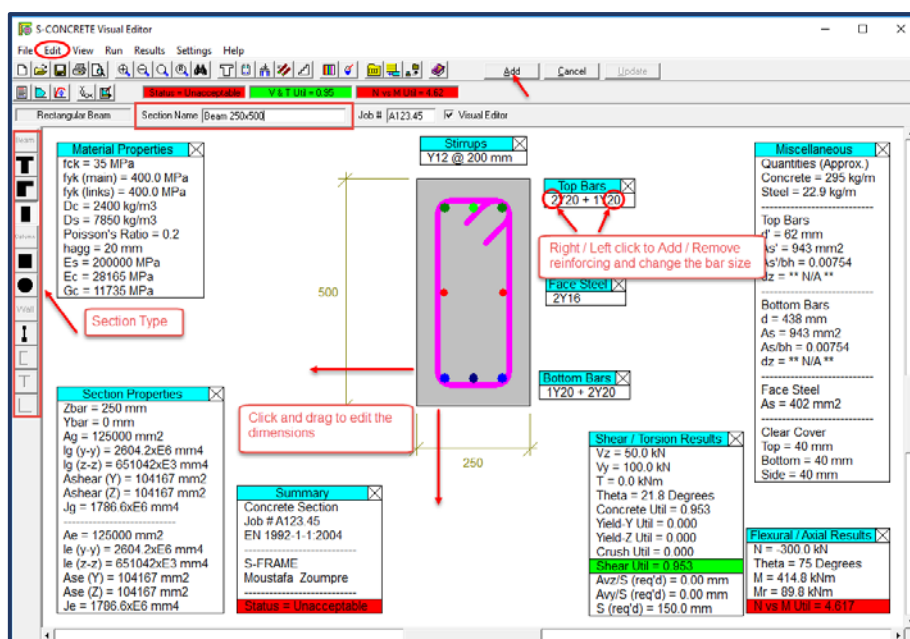 S-CONCRETE Visual Editor
File Edit View Run Results Settings Help
Add Cancel Update
Status = Unacceptable V & T Util = 0.95 N vs M Util = 4.62
Rectangular Beam Section Name Beam 250x500 Job # A123.45 Visual Editor
Beam
Column
Wall
Section Type
Material Properties
fck = 35 MPa
fyk (main) = 400.0 MPa
fyk (links) = 400.0 MPa
Dc = 2400 kg/m3
Ds = 7850 kg/m3
Poisson's Ratio = 0.2
hagg = 20 mm
Es = 200000 MPa
Ec = 28165 MPa
Gc = 11735 MPa
Stirrups
Y12 @ 200 mm
Top Bars
2Y20 + 1Y20
Right / Left click to Add / Remove
reinforcing and change the bar size
Face Steel
2Y16
Bottom Bars
1Y20 + 2Y20
500
250
Click and drag to edit the
dimensions
Miscellaneous
Quantities (Approx.)
Concrete = 295 kg/m
Steel = 22.9 kg/m
Top Bars
d' = 62 mm
As' = 943 mm2
As'/bh = 0.00754
dz = ** N/A **
Bottom Bars
d = 438 mm
As = 943 mm2
As/bh = 0.00754
dz = ** N/A **
Face Steel
As = 402 mm2
Clear Cover
Top = 40 mm
Bottom = 40 mm
Side = 40 mm
Section Properties
Zbar = 250 mm
Ybar = 0 mm
Ag = 125000 mm2
Ig (y-y) = 2604.2xE6 mm4
Ig (z-z) = 651042xE3 mm4
Ashear (Y) = 104167 mm2
Ashear (Z) = 104167 mm2
Jg = 1786.6xE6 mm4
Ae = 125000 mm2
Ie (y-y) = 2604.2xE6 mm4
Ie (z-z) = 651042xE3 mm4
Ase (Y) = 104167 mm2
Ase (Z) = 104167 mm2
Je = 1786.6xE6 mm4
Summary
Concrete Section
Job # A123.45
EN 1992-1-1:2004
S-FRAME
Moustafa Zoumpre
Status = Unacceptable
Shear / Torsion Results
Vz = 50.0 kN
Vy = 100.0 kN
T = 0.0 kNm
Theta = 21.8 Degrees
Concrete Util = 0.953
Yield-Y Util = 0.000
Yield-Z Util = 0.000
Crush Util = 0.000
Shear Util = 0.953
Avz/S (req'd) = 0.00 mm
Avy/S (req'd) = 0.00 mm
S (req'd) = 150.0 mm
Flexural / Axial Results
N = -300.0 kN
Theta = 75 Degrees
M = 414.8 kNm
Mr = 89.8 kNm
N vs M Util = 4.617